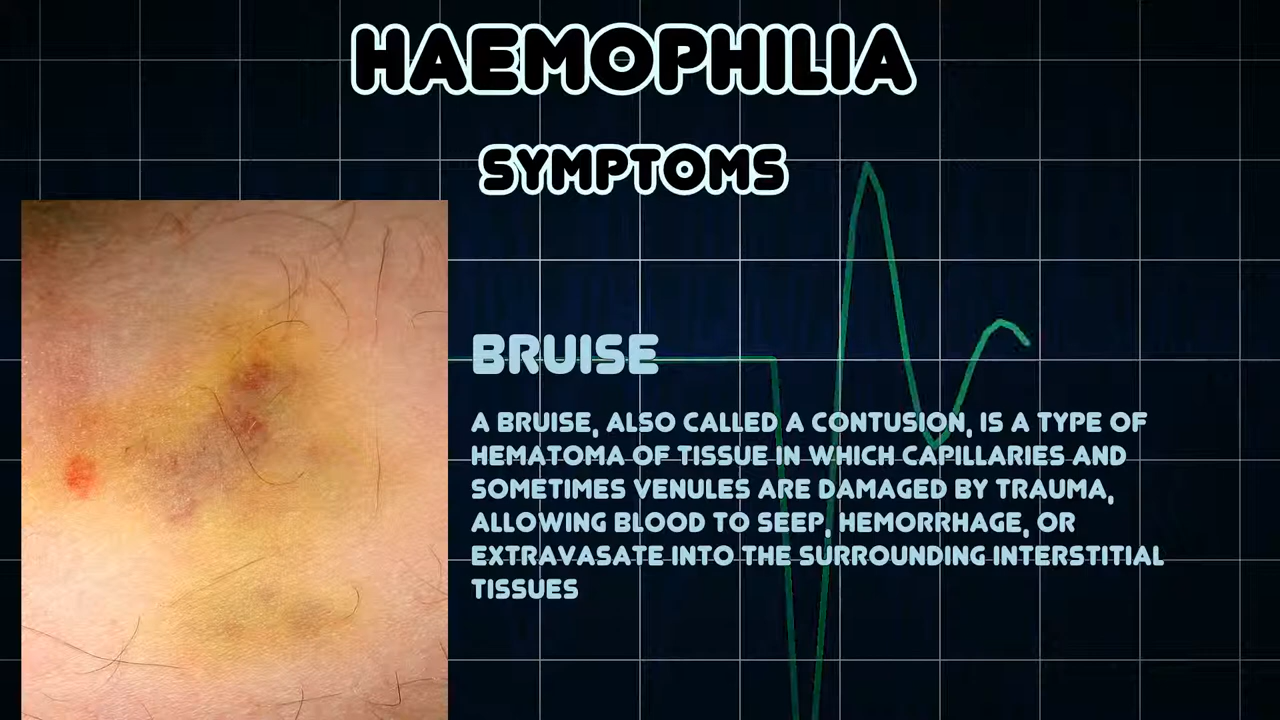 HAEMOPHILIA
SYMPTOMS
BRUISE
A BRUISE, ALSO CALLED A CONTUSION, IS A TYPE OF
HEMATOMA OF TISSUE IN WHICH CAPILLARIES AND
SOMETIMES VENULES ARE DAMAGED BY TRAUMA,
ALLOWING BLOOD TO SEEP, HEMORRHAGE, OR
EXTRAVASATE INTO THE SURROUNDING INTERSTITIAL
TISSUES